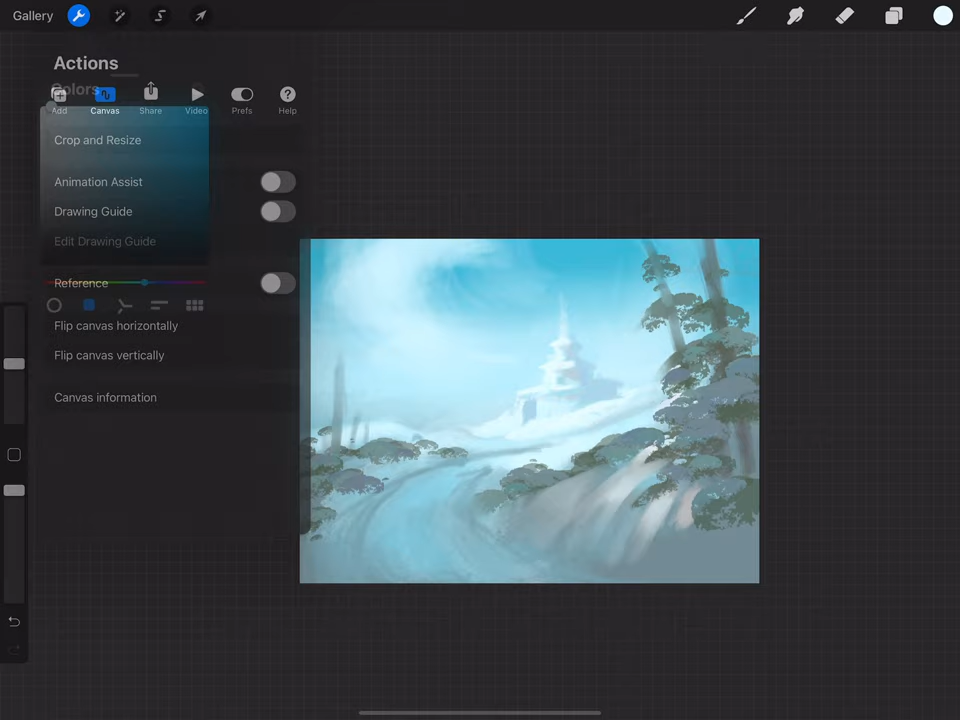 Gallery
Actions
Colors
Add Canvas Share Video Prefs Help
Crop and Resize
Animation Assist
Drawing Guide
Edit Drawing Guide
Reference
Flip canvas horizontally
Flip canvas vertically
Canvas information